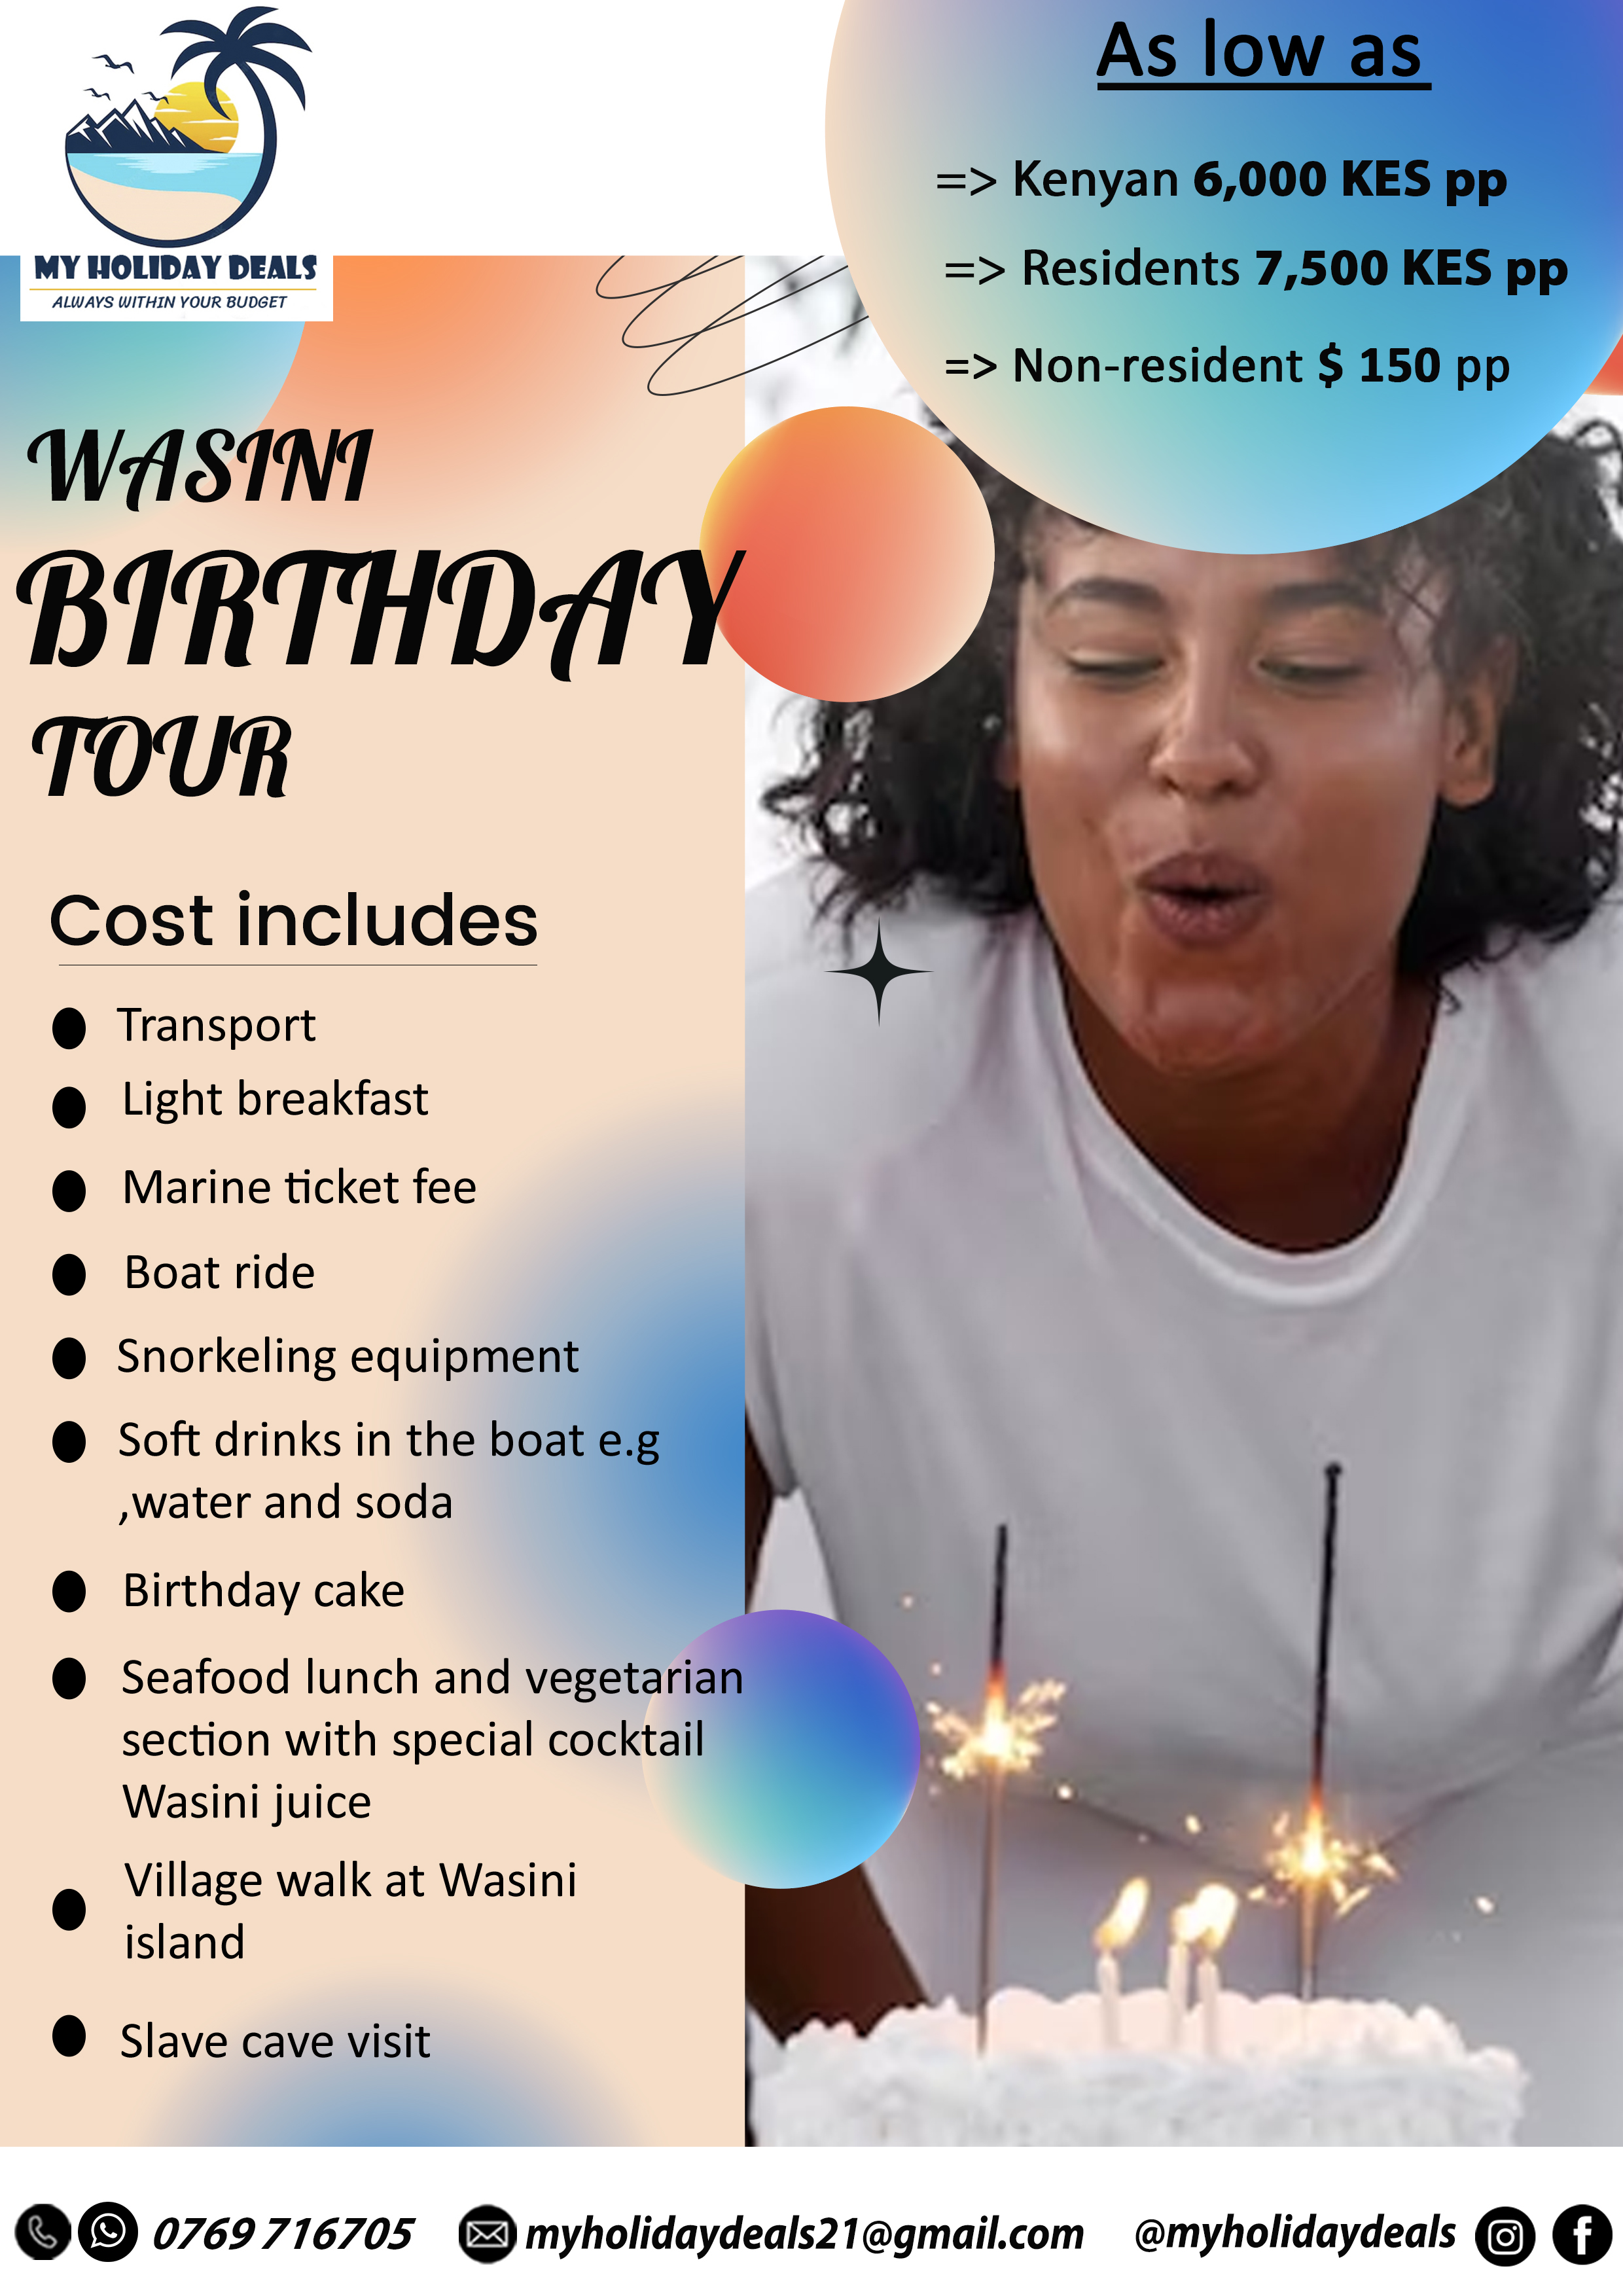 MY HOLIDAY DEALS
ALWAYS WITHIN YOUR BUDGET
As low as
=> Kenyan 6,000 KES pp
=> Residents 7,500 KES pp
=> Non-resident $ 150 pp
WASINI
BIRTHDAY
TOUR
Cost includes
Transport
Light breakfast
Marine ticket fee
Boat ride
Snorkeling equipment
Soft drinks in the boat e.g
,water and soda
Birthday cake
Seafood lunch and vegetarian
section with special cocktail
Wasini juice
Village walk at Wasini
island
Slave cave visit
0769 716705
myholidaydeals21@gmail.com
@myholidaydeals